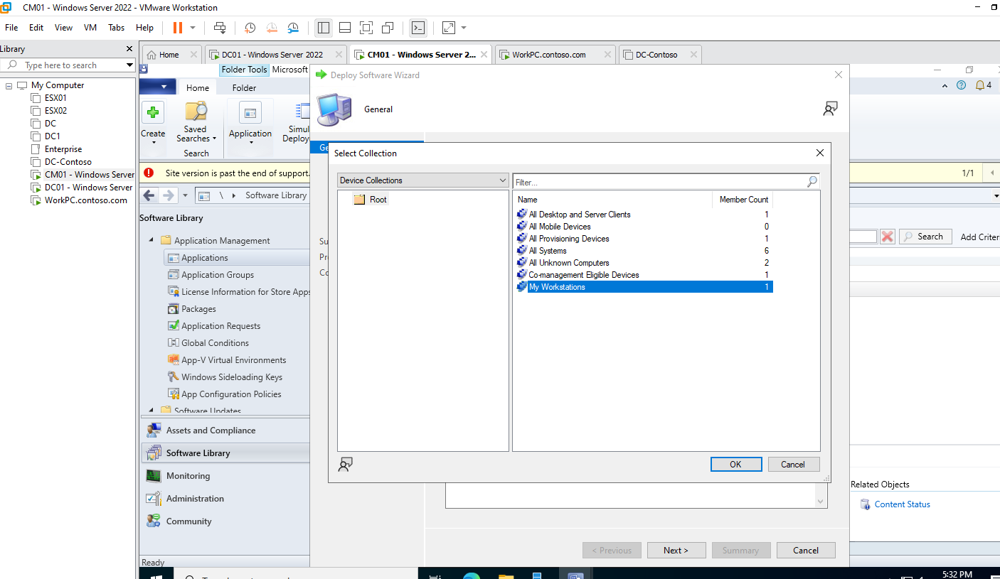 CM01 - Windows Server 2022 - VMware Workstation
File Edit View VM Tabs Help
Library
Type here to search
My Computer
ESX01
ESX02
DC
DC1
Enterprise
DC-Contoso
CM01 - Windows Server
DC01 - Windows Server
WorkPC.contoso.com
Home
DC01 - Windows Server 2022
CM01 - Windows Server 2...
WorkPC.contoso.com
DC-Contoso
Folder Tools Microsoft
Home Folder
4
Create
Saved Searches
Search
Application
Simul
Deploy
Site version is past the end of support.
1/1
\ Software Library
Software Library
Application Management
Applications
Application Groups
License Information for Store Apps
Packages
Application Requests
Global Conditions
App-V Virtual Environments
Windows Sideloading Keys
App Configuration Policies
Software Updates
Assets and Compliance
Software Library
Monitoring
Administration
Community
Ready
Deploy Software Wizard
General
Ge
Su
Pr
Co
Select Collection
Device Collections
Filter...
Root
Name Member Count
All Desktop and Server Clients 1
All Mobile Devices 0
All Provisioning Devices 1
All Systems 6
All Unknown Computers 2
Co-management Eligible Devices 1
My Workstations 1
OK Cancel
< Previous Next > Summary Cancel
Search Add Criter
Related Objects
Content Status
5:32 PM